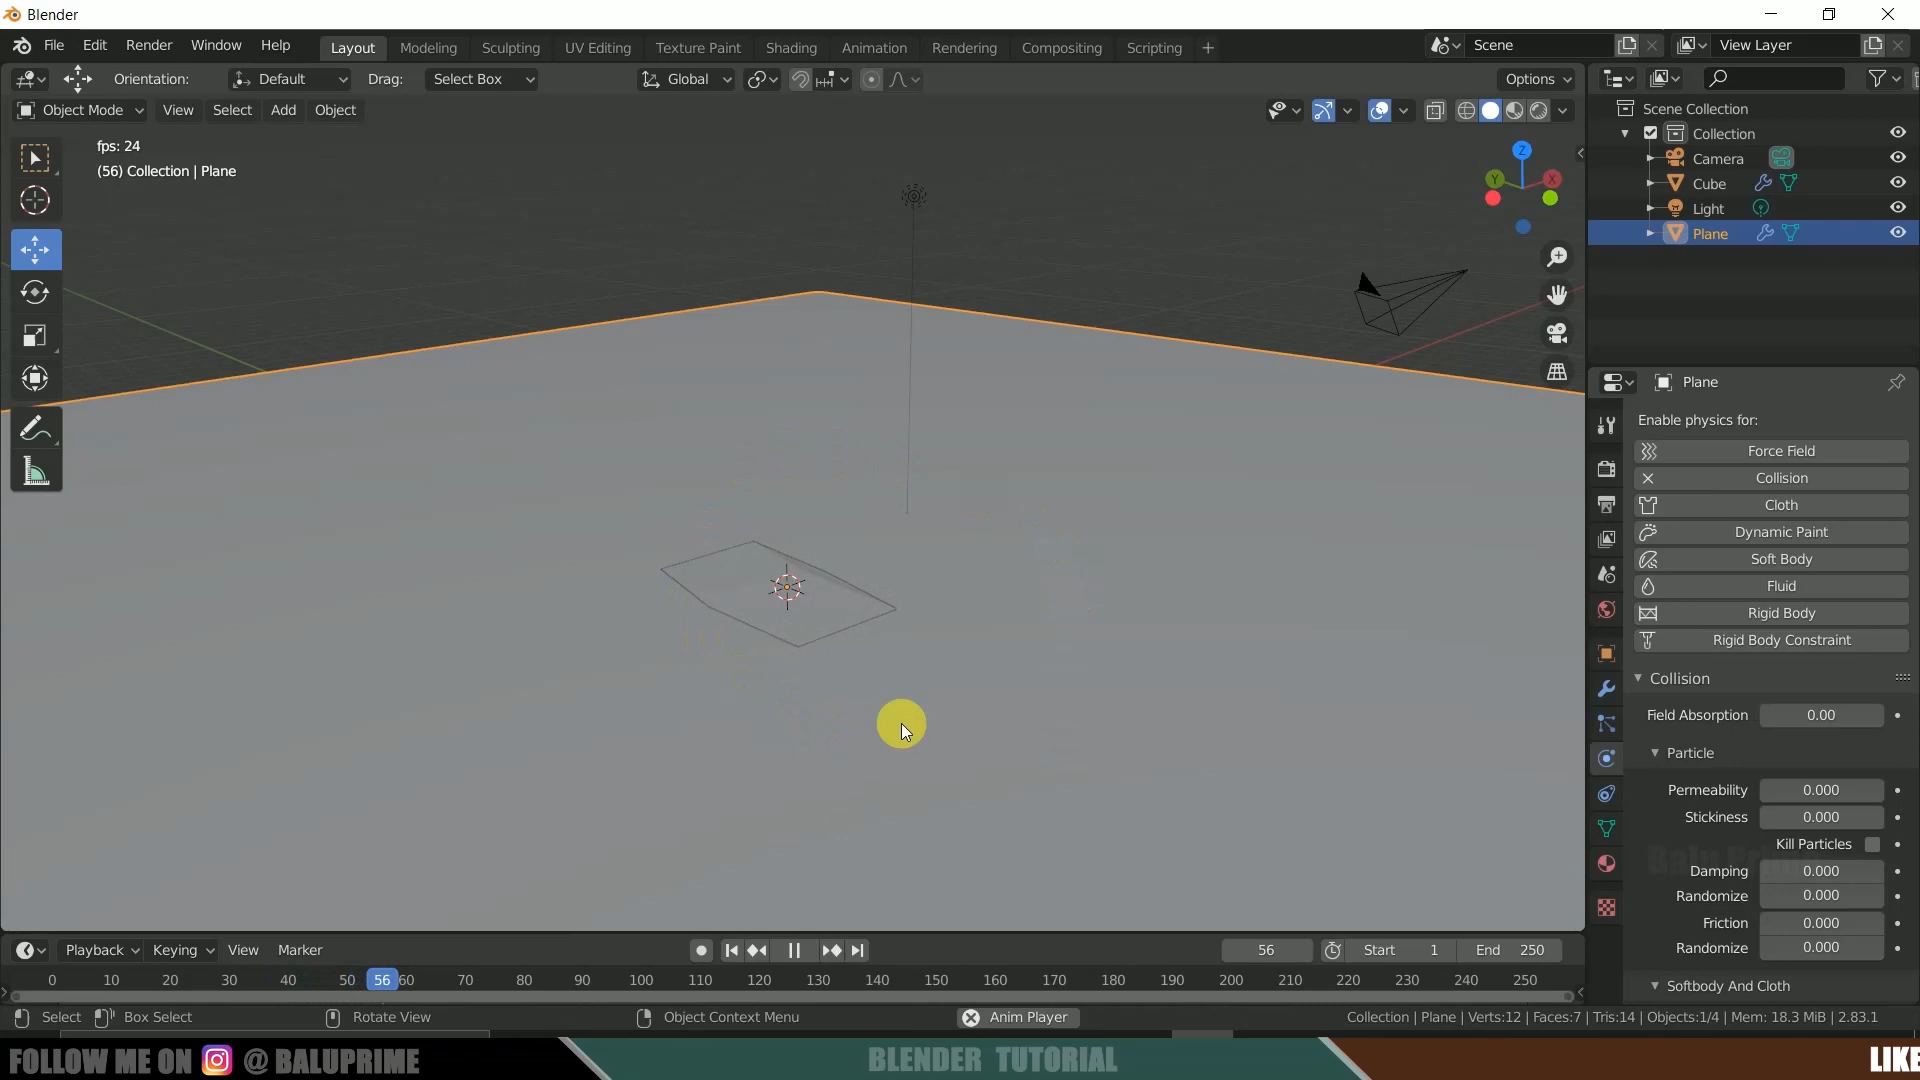 Blender
File Edit Render Window Help
Layout Modeling Sculpting UV Editing Texture Paint Shading Animation Rendering Compositing Scripting +
Scene
View Layer
Orientation: Default Drag: Select Box
Global
Options
Object Mode View Select Add Object
fps: 24
(56) Collection | Plane
Z
Y
X
Scene Collection
Collection
Camera
Cube
Light
Plane
Plane
Enable physics for:
Force Field
Collision
Cloth
Dynamic Paint
Soft Body
Fluid
Rigid Body
Rigid Body Constraint
Collision
Field Absorption 0.00
Particle
Permeability 0.000
Stickiness 0.000
Kill Particles
Damping 0.000
Randomize 0.000
Friction 0.000
Randomize 0.000
Softbody And Cloth
Playback Keying View Marker
56 Start 1 End 250
0 10 20 30 40 50 56 60 70 80 90 100 110 120 130 140 150 160 170 180 190 200 210 220 230 240 250
Select Box Select Rotate View Object Context Menu Anim Player
Collection | Plane | Verts:12 | Faces:7 | Tris:14 | Objects:1/4 | Mem: 18.3 MiB | 2.83.1
FOLLOW ME ON @ BALUPRIME
BLENDER TUTORIAL
LIKE